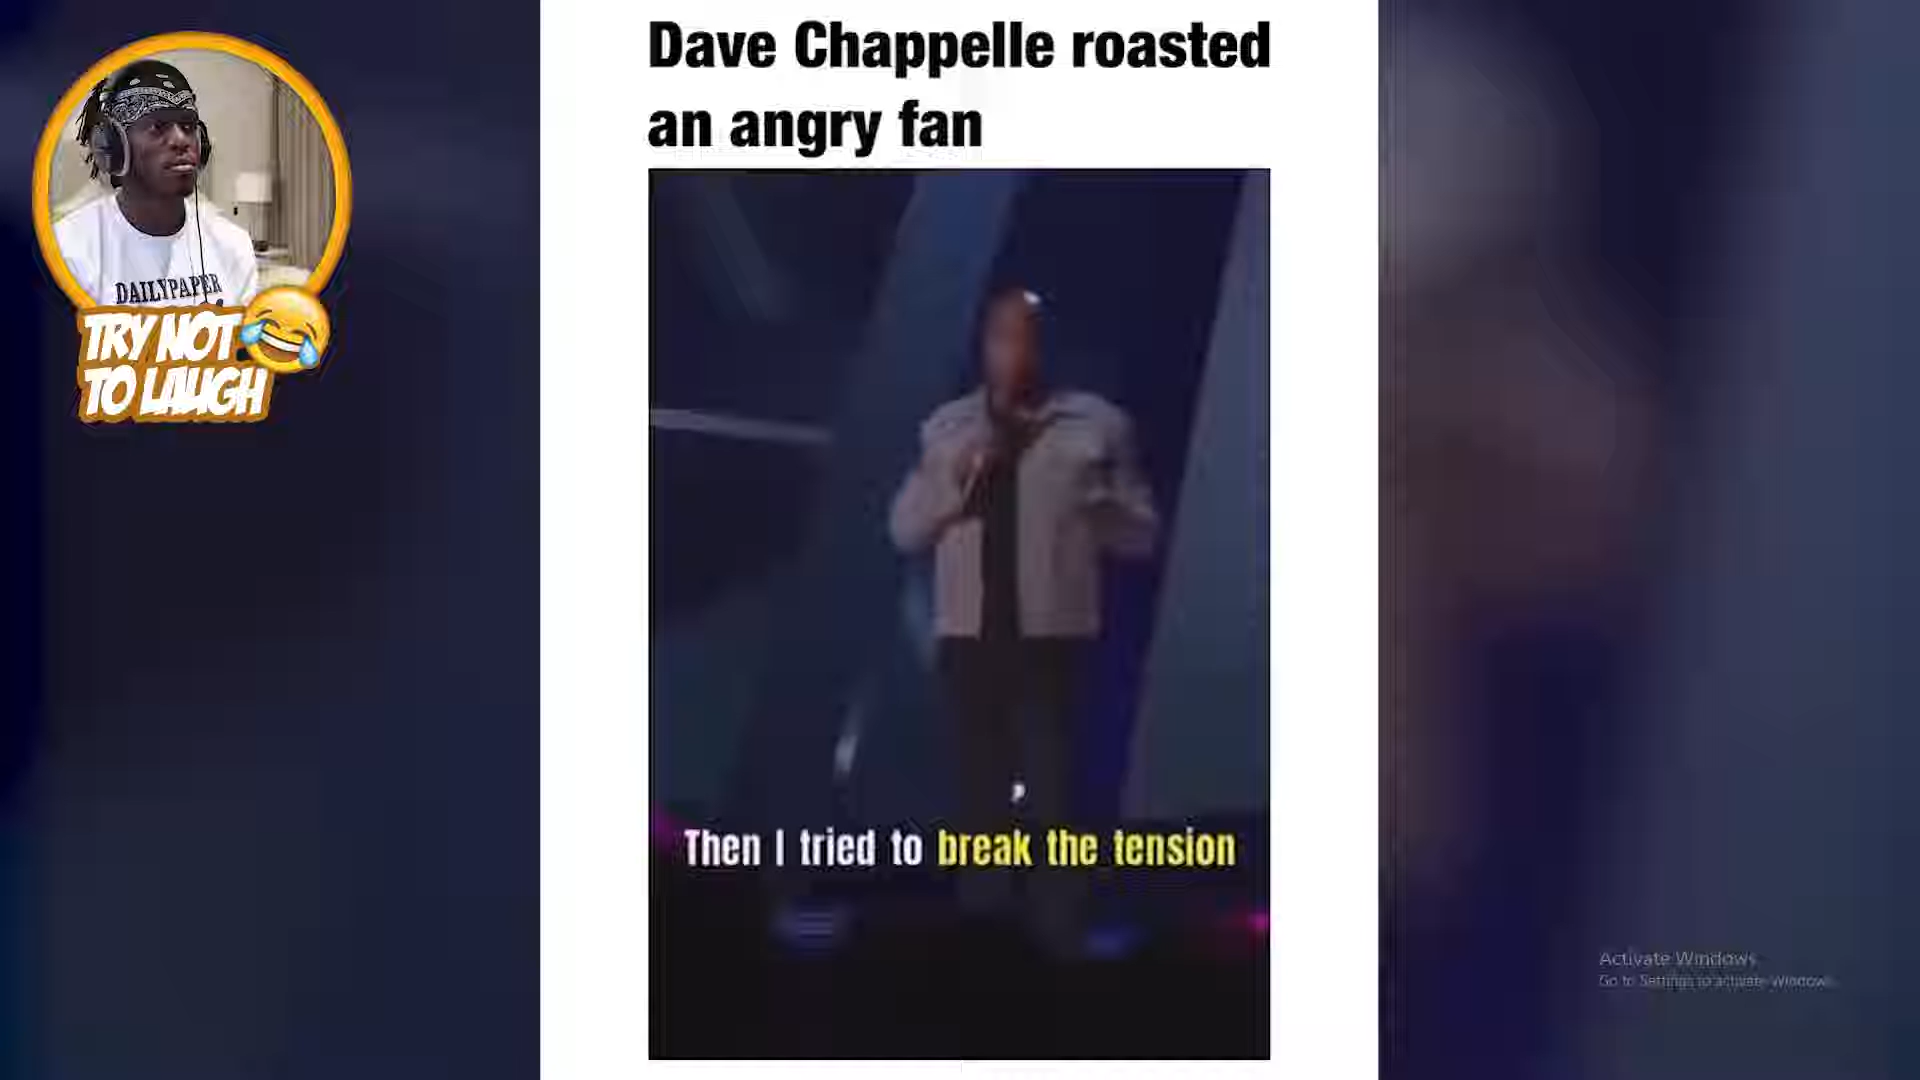 Dave Chappelle roasted
an angry fan
DAILYPAPER
TRY NOT
TO LAUGH
Then I tried to break the tension
Activate Windows
Go to Settings to activate Windows.